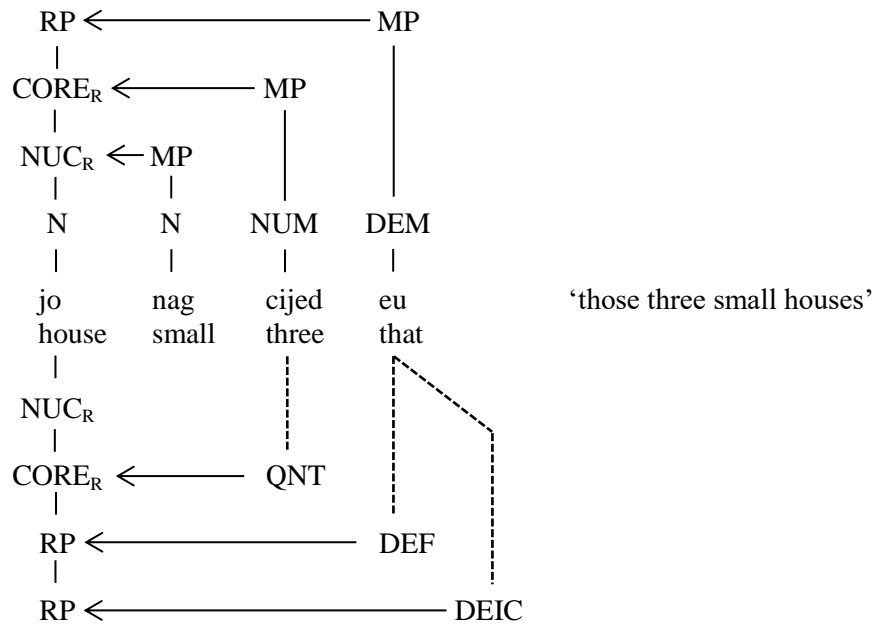 RP MP
CORE_R MP
NUC_R MP
N N NUM DEM
jo nag cijed eu ‘those three small houses’
house small three that
NUC_R
CORE_R QNT
RP DEF
RP DEIC